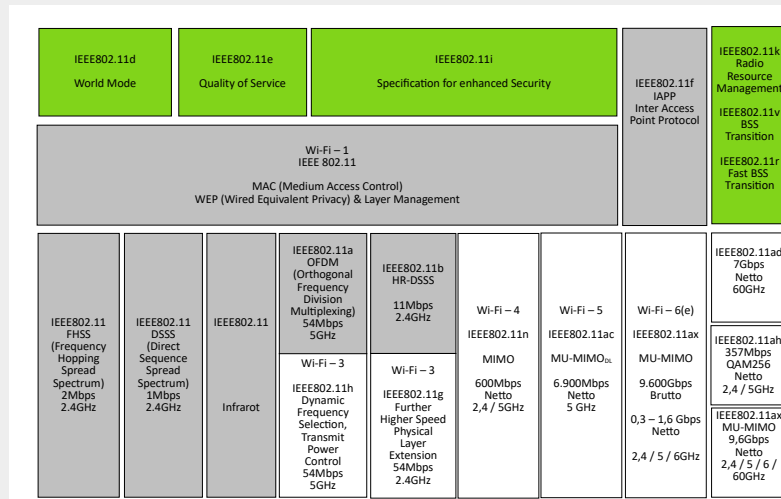 IEEE802.11d
World Mode
IEEE802.11e
Quality of Service
IEEE802.11i
Specification for enhanced Security
IEEE802.11f
IAPP
Inter Access
Point Protocol
IEEE802.11k
Radio
Resource
Management
IEEE802.11v
BSS
Transition
IEEE802.11r
Fast BSS
Transition
Wi-Fi – 1
IEEE 802.11
MAC (Medium Access Control)
WEP (Wired Equivalent Privacy) & Layer Management
IEEE802.11
FHSS
(Frequency
Hopping
Spread
Spectrum)
2Mbps
2.4GHz
IEEE802.11
DSSS
(Direct
Sequence
Spread
Spectrum)
1Mbps
2.4GHz
IEEE802.11
Infrarot
IEEE802.11a
OFDM
(Orthogonal
Frequency
Division
Multiplexing)
54Mbps
5GHz
Wi-Fi – 3
IEEE802.11h
Dynamic
Frequency
Selection,
Transmit
Power
Control
54Mbps
5GHz
IEEE802.11b
HR-DSSS
11Mbps
2.4GHz
Wi-Fi – 3
IEEE802.11g
Further
Higher Speed
Physical
Layer
Extension
54Mbps
2.4GHz
Wi-Fi – 4
IEEE802.11n
MIMO
600Mbps
Netto
2,4 / 5GHz
Wi-Fi – 5
IEEE802.11ac
MU-MIMO DL
6.900Mbps
Netto
5 GHz
Wi-Fi – 6(e)
IEEE802.11ax
MU-MIMO
9.600Gbps
Brutto
0,3 – 1,6 Gbps
Netto
2,4 / 5 / 6GHz
IEEE802.11ad
7Gbps
Netto
60GHz
IEEE802.11ah
357Mbps
QAM256
Netto
2,4 / 5GHz
IEEE802.11ax
MU-MIMO
9,6Gbps
Netto
2,4 / 5 / 6 /
60GHz